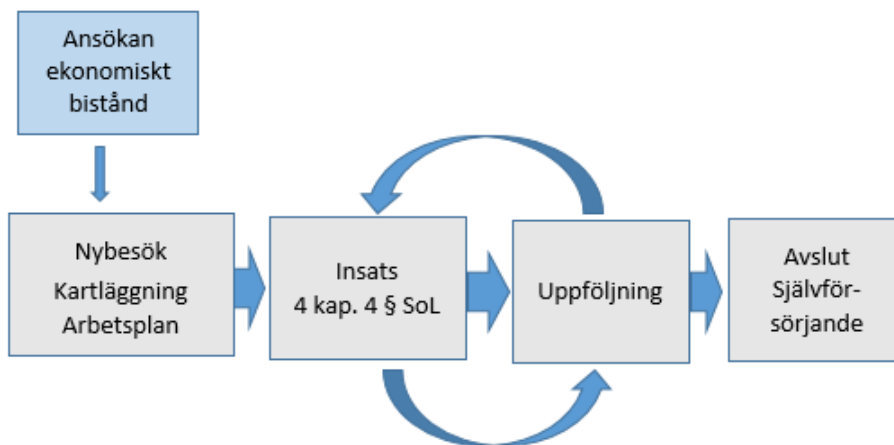 Ansökan
ekonomiskt
bistånd
Nybesök
Kartläggning
Arbetsplan
Insats
4 kap. 4 § SoL
Uppföljning
Avslut
Självför-
sörjande